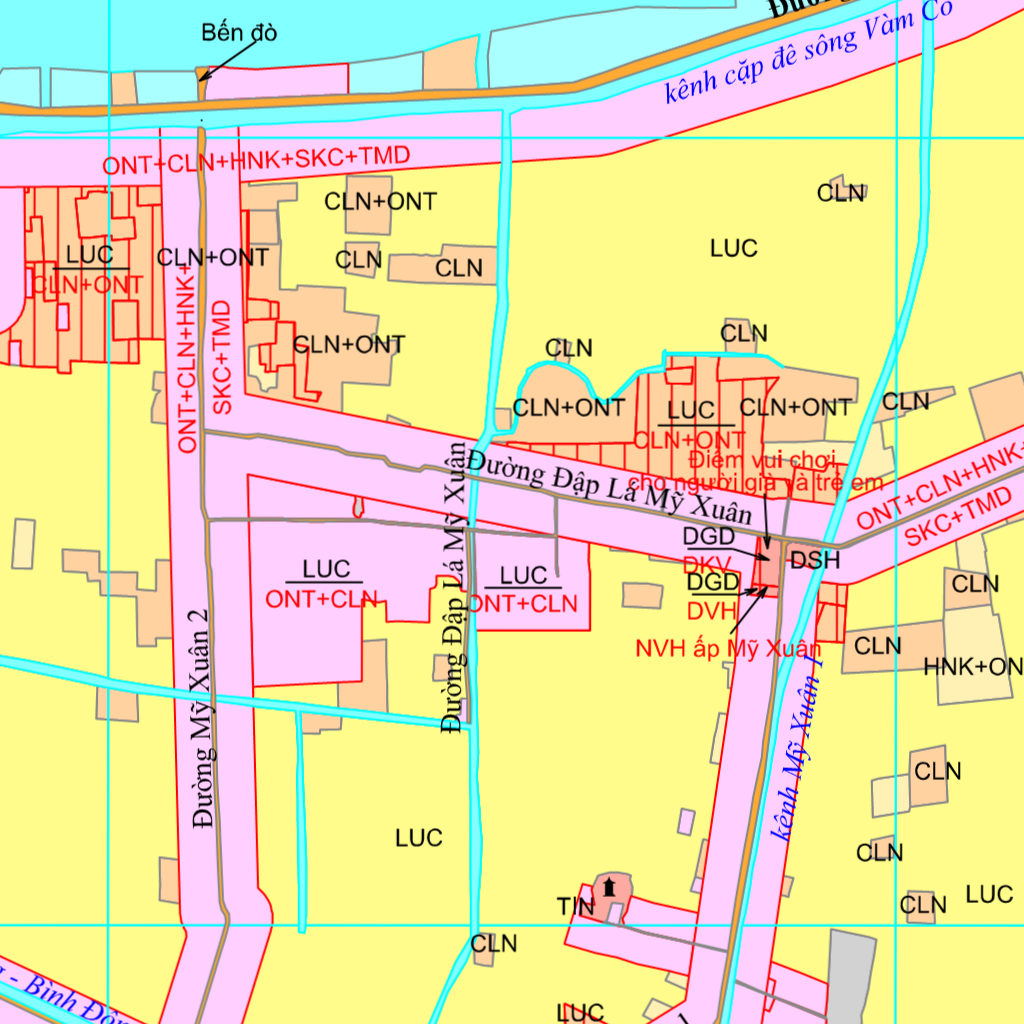 Bến đò
kênh cặp đê sông Vàm Cỏ
ONT+CLN+HNK+SKC+TMD
CLN+ONT
CLN
LUC
CLN+ONT
LUC
CLN+ONT
CLN
CLN
LUC
ONT+CLN+HNK+
SKC+TMD
CLN+ONT
CLN
CLN
CLN+ONT
LUC
CLN+ONT
CLN+ONT
CLN
Điểm vui chơi
cho người già và trẻ em
Đường Đập Lá Mỹ Xuân
Đường Đập Lá Mỹ Xuân
ONT+CLN+HNK+
SKC+TMD
DGD
DKV
DSH
DGD
DVH
NVH ấp Mỹ Xuân
LUC
ONT+CLN
LUC
ONT+CLN
CLN
CLN
HNK+ON
Đường Mỹ Xuân 2
kênh Mỹ Xuân 1
CLN
LUC
CLN
CLN
LUC
TIN
CLN
LUC
- Bình